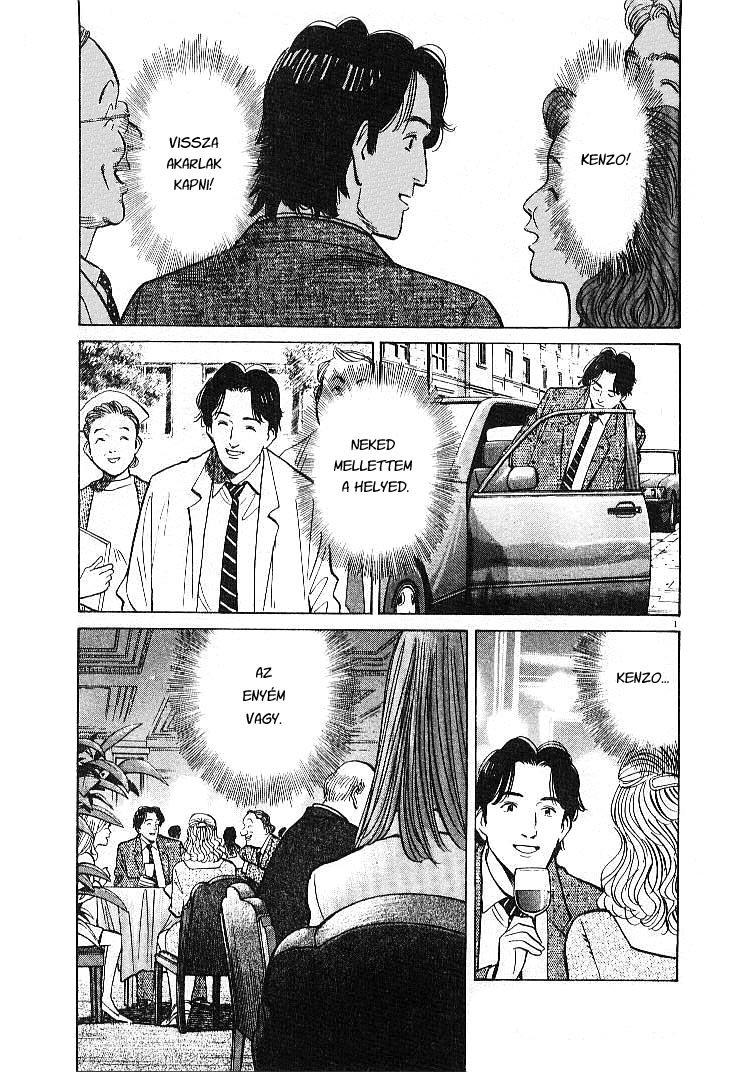 KENZO!
VISSZA
AKARLAK
KAPNI!
NEKED
MELLETTEM
A HELYED.
1
KENZO...
AZ
ENYÉM
VAGY.